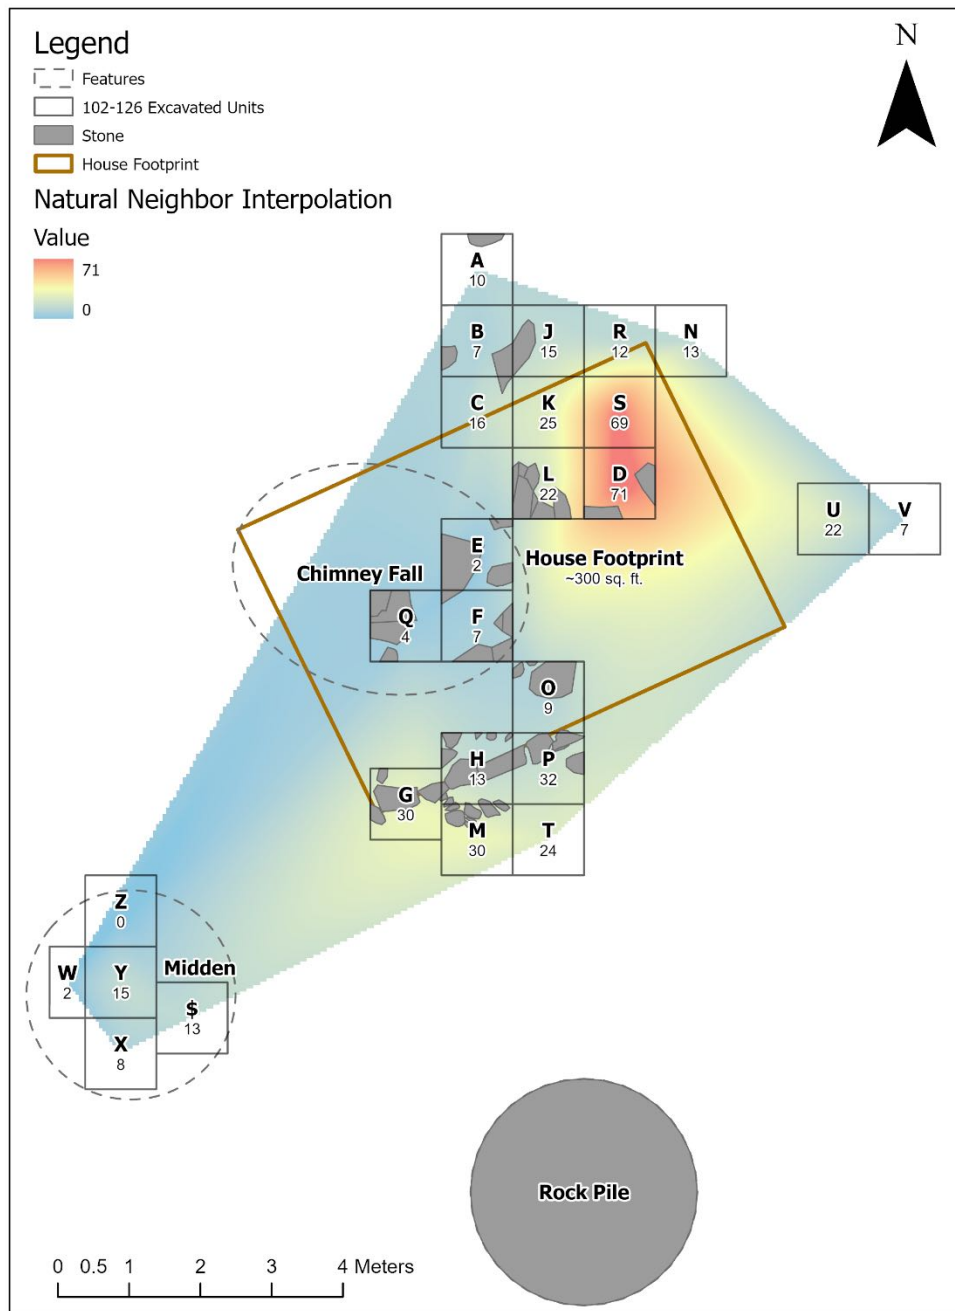 Legend
Features
102-126 Excavated Units
Stone
House Footprint
Natural Neighbor Interpolation
Value
71
0
N
A
10
B
7
J
15
R
12
N
13
C
16
K
25
S
69
L
22
D
71
U
22
V
7
E
2
House Footprint
~300 sq. ft.
Chimney Fall
Q
4
F
7
O
9
H
13
P
32
G
30
M
30
T
24
Z
0
W
2
Y
15
Midden
$
13
X
8
Rock Pile
0 0.5 1 2 3 4 Meters